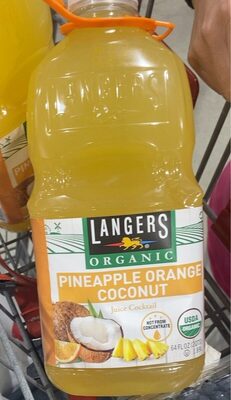 LANGERS
LANGERS
ORGANIC
PINEAPPLE ORANGE
COCONUT
Juice Cocktail
NOT FROM
CONCENTRATE
USDA
ORGANIC
64 FL OZ